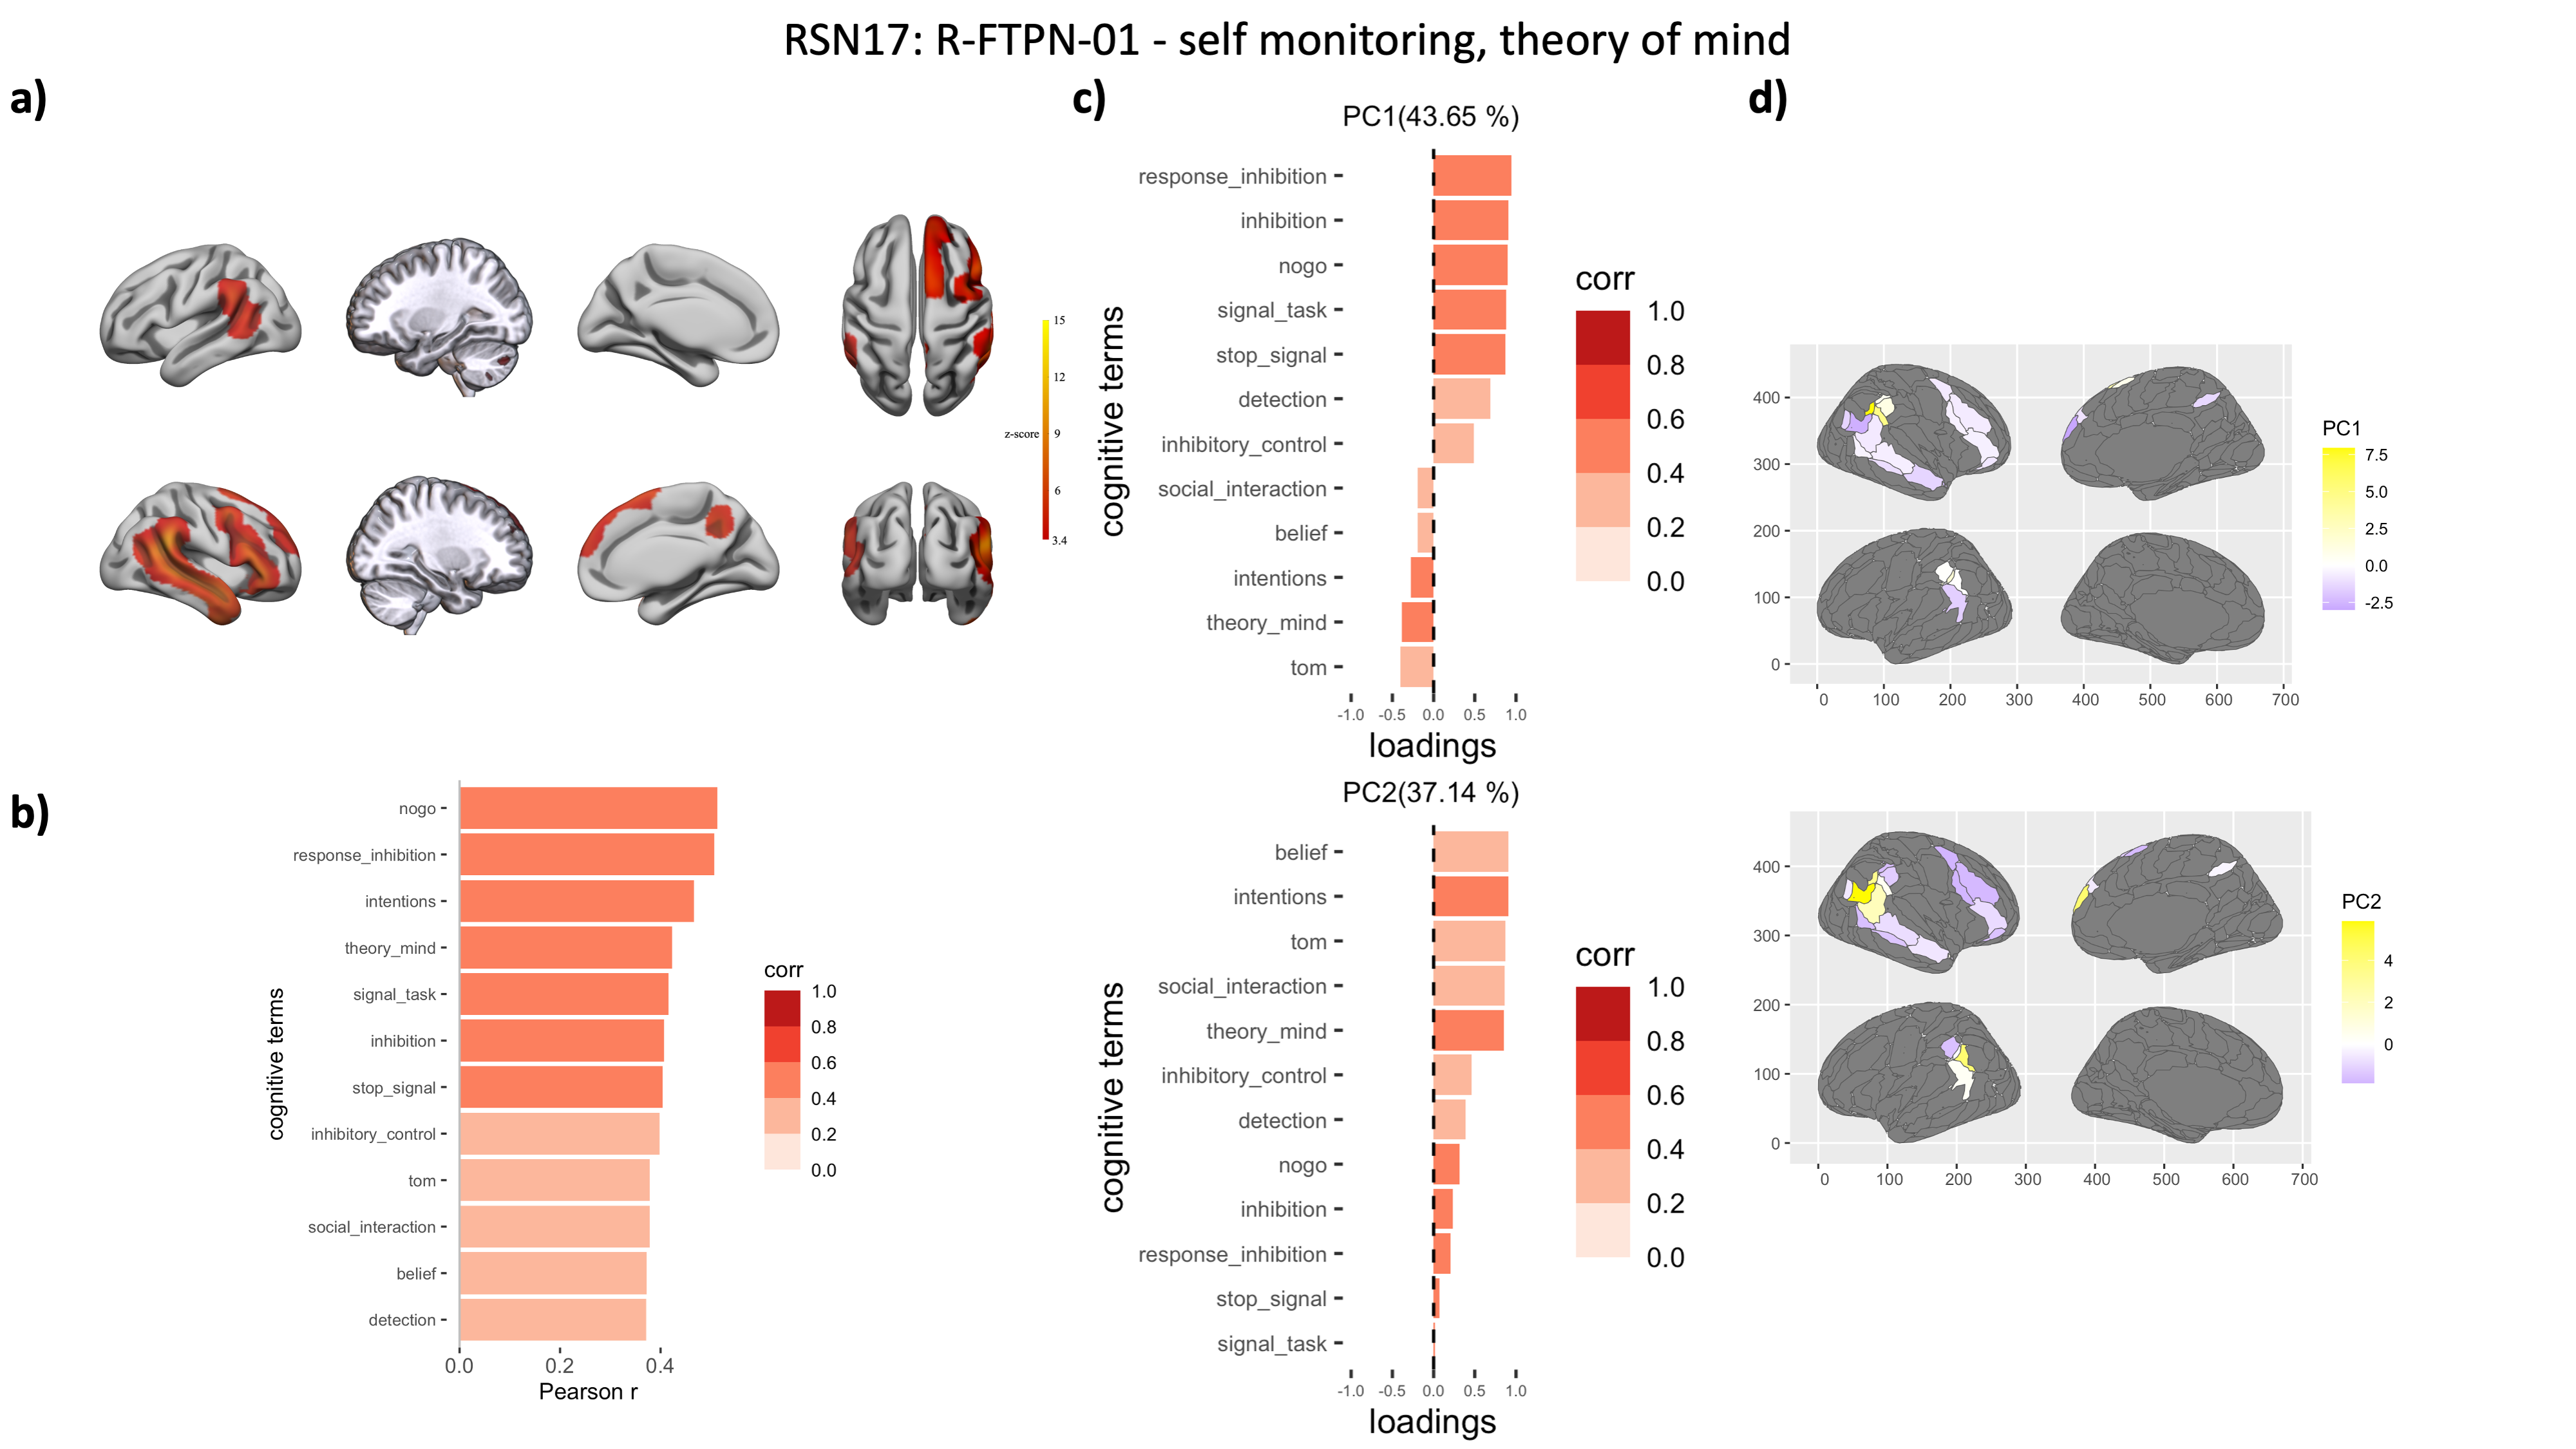 RSN17: R-FTPN-01 - self monitoring, theory of mind
a)
z-score
15
12
9
6
3.4
b)
cognitive terms
nogo
response_inhibition
intentions
theory_mind
signal_task
inhibition
stop_signal
inhibitory_control
tom
social_interaction
belief
detection
0.0 0.2 0.4
Pearson r
corr
1.0
0.8
0.6
0.4
0.2
0.0
c)
PC1(43.65 %)
cognitive terms
response_inhibition
inhibition
nogo
signal_task
stop_signal
detection
inhibitory_control
social_interaction
belief
intentions
theory_mind
tom
-1.0 -0.5 0.0 0.5 1.0
loadings
corr
1.0
0.8
0.6
0.4
0.2
0.0
PC2(37.14 %)
cognitive terms
belief
intentions
tom
social_interaction
theory_mind
inhibitory_control
detection
nogo
inhibition
response_inhibition
stop_signal
signal_task
-1.0 -0.5 0.0 0.5 1.0
loadings
corr
1.0
0.8
0.6
0.4
0.2
0.0
d)
400
300
200
100
0
0 100 200 300 400 500 600 700
PC1
7.5
5.0
2.5
0.0
-2.5
400
300
200
100
0
0 100 200 300 400 500 600 700
PC2
4
2
0